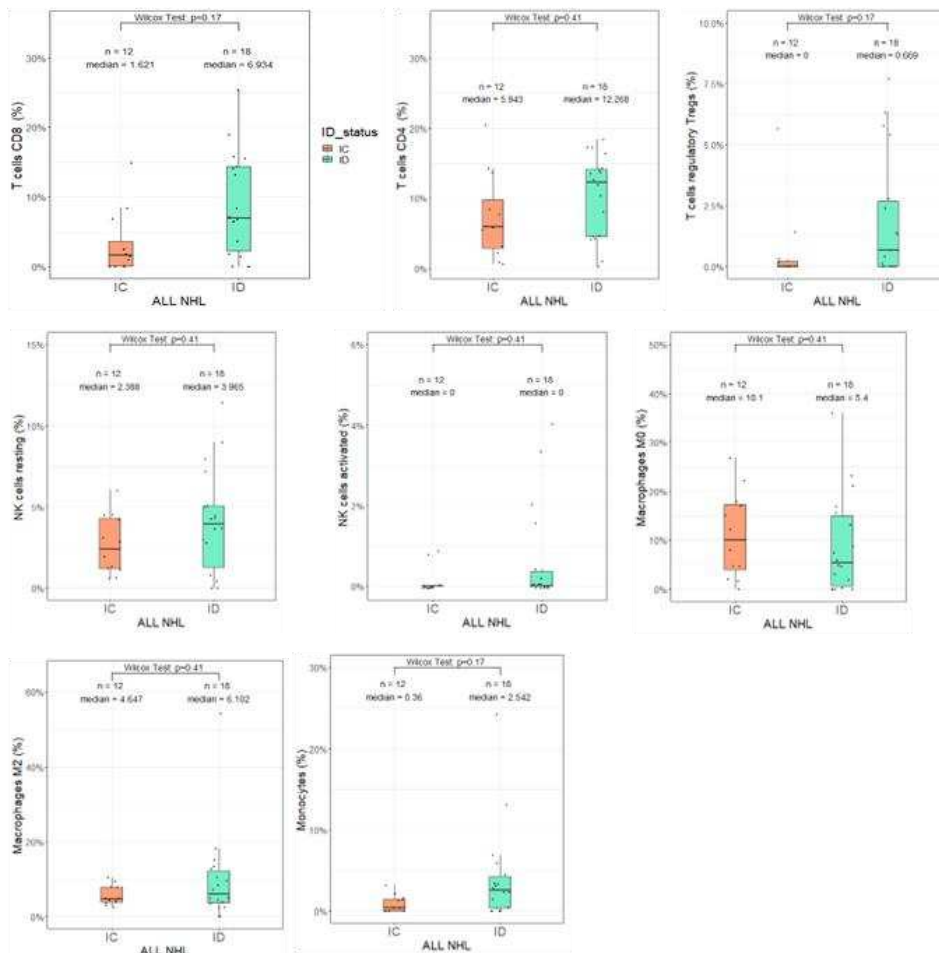 Wilcox Test p=0.17
n = 12 n = 18
median = 1.621 median = 6.934
30%
20%
10%
0%
T cells CD8 (%)
IC ID
ALL NHL
ID_status
IC
ID
Wilcox Test p=0.41
n = 12 n = 18
median = 5.943 median = 12.268
30%
20%
10%
0%
T cells CD4 (%)
IC ID
ALL NHL
Wilcox Test p=0.17
n = 12 n = 18
median = 0 median = 0.669
10.0%
7.5%
5.0%
2.5%
0.0%
T cells regulatory Tregs (%)
IC ID
ALL NHL
Wilcox Test p=0.41
n = 12 n = 18
median = 2.388 median = 3.965
15%
10%
5%
0%
NK cells resting (%)
IC ID
ALL NHL
Wilcox Test p=0.41
n = 12 n = 18
median = 0 median = 0
6%
4%
2%
0%
NK cells activated (%)
IC ID
ALL NHL
Wilcox Test p=0.41
n = 12 n = 18
median = 10.1 median = 5.4
50%
40%
30%
20%
10%
0%
Macrophages M0 (%)
IC ID
ALL NHL
Wilcox Test p=0.41
n = 12 n = 18
median = 4.647 median = 6.102
60%
40%
20%
0%
Macrophages M2 (%)
IC ID
ALL NHL
Wilcox Test p=0.17
n = 12 n = 18
median = 0.36 median = 2.542
30%
20%
10%
0%
Monocytes (%)
IC ID
ALL NHL